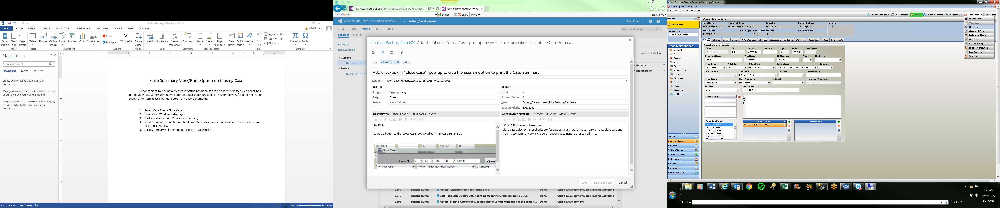 Build January 2016.docx - Word
FILE HOME INSERT DESIGN PAGE LAYOUT REFERENCES MAILINGS REVIEW VIEW ADD-INS
Kristi Pizano
Cover Page Blank Page Page Break
Table
Pictures Online Pictures Shapes SmartArt Chart Screenshot
Store
My Apps
Wikipedia
Online Video
Hyperlink Bookmark Cross-reference
Comment
Header Footer Page Number
Text Box Quick Parts WordArt Drop Cap
Signature Line
Date & Time
Object
Equation Symbol
Pages Tables Illustrations Add-ins Media Links Comments Header & Footer Text Symbols
Navigation
Search document
HEADINGS PAGES RESULTS
Create an interactive outline of your
document.
It's a great way to keep track of where you are
or quickly move your content around.
To get started, go to the Home tab and apply
Heading styles to the headings in your
document.
Case Summary View/Print Option on Closing Case
Enhancement to closing out cases in Action has been added to allow users to click a check box
titled: View Case Summary that will open the case summary and allow users to view/print all this report
saving time from accessing this report from Case Documents.
1. Select Case Tools- Close Case
2. Close Case Window is displayed
3. Click on New option: View Case Summary
4. Verification of complete data fields will check case first, if no errors returned the case will
close successfully.
5. Case Summary will then open for user to view/print.
PAGE 7 OF 21 1578 WORDS
100%
http://teamfoundation:8080/tfs/CDAC/Action_Development/_t
Action_Development Team ...
Google
Search
Share
More »
Sign In
Visual Studio Team Foundation Server 2013 / Action_Development
Kristi Pizano
HOME CODE WORK BUILD TEST
Search work items
Backlogs Queries
Features
Backlog items
Current
2.16.1 12-18-201...
Future
2.16.2 02-05-2016
Work details On
y: Activity
y: Assigned To
Product Backlog Item 604: Add checkbox in "Close Case" pop-up to give the user an option to print the Case Summary
Tags Close Case Add...
Add checkbox in "Close Case" pop-up to give the user an option to print the Case Summary
Iteration Action_Development\2.16.1 12-18-2015 to 02-02-2016
STATUS
Assigned To Baiping Liang
State Done
Reason Work finished
DETAILS
Effort 2
Business Value 3
Area Action_Development\Pilot Testing Complete
Backlog Priority 80273555
DESCRIPTION STORYBOARDS TEST CASES TASKS
Per D22.
1. Add a button to the "Close Case" popup called " Print Case Summary".
33 3/9/1971 R
Close Case
Case No: D 051 2005 CR 000250
Close C
IF - Information AFAW - Affidavit for Arrest Warrant 01/28/2005
ACCEPTANCE CRITERIA HISTORY LINKS (1) ATTACHMENTS
1/21/16 Pilot tested- looks good.
Close Case Selection- user checks box for case summary- work through errors if any. Close case and
then if Case Summary box is checked- it opens document so user can print. kp
Save Save and close Cancel
1567 Eugene Burda Noting- Character limit in Noting Field Done Action_Development\Pilot Testing Complete
1570 Eugene Burda User Task List: Display Defendant Name in the Group By: None View. Done Action_Development\Pilot Testing Complete
1598 Eugene Burda Notes: Fix note functionality to not display 2 note windows for the same c... Done Action_Development
win7profx86test - Remote Desktop Connection
Action - [Case Maintenance]
File Edit View Go Tools Help
Assign WorkFlow Case Details Notes View Indicators Switch Case Case Tools Case Doc
Selection
UserTaskList
Current Case
D0012014CR000550
Case Maintenance
Maintain Daid
Case
Offense
Arrest
Events
Victim Witness
Charges
Disposition
Sentence
eDocs
Documents
WorkFlow
Intake
Case Maintenance
Subpoena
Victim Witness
Mandated Costs
Maintenance
Security
Documents
Prosecutor Tools
Case Maintenance
Case Number Defendant Name Team/Unit Prosecutor Name Indicators
D0012014CR000550 Padilla, Christopher Michael DC - District Court Fitts, Stephanie Drugs
File Location Total Charges Case Status Division Advocate Name
ELECTRONIC 3 Open Q
Case Offense Arrest Events Victim Witness Charges Disposition Sentence Workflow Documents eDocs Court R.O.A.
Case/Defendant Information
DAID SID FBI No DOC No Age DOB Case Status
029206250007 401689 261953NA7 41 5/25/1972 O
Filing Last Name First Name Middle Name Suffix Rest Tech
Padilla Christopher Michael
Case Type Adult/Juv Filing Type Filing Status Filing Date
CR - Criminal AD - Adult IF - Information ASWA - Affidavit in Suppt - Warrantle 02/21/2014
Warrant Type Team/Unit Weapon Other Weapon
DC - District Court
Case Judge Case Prosecutor Advocate Reviewing Prosecutor
Popovich, John Fitts, Stephanie Duarte, Jennifer R.
Division File Location
Q - Q ELECTRONIC
Historical Case #
Link Case
Defendant Cases List
D0161992CR001865
D0542004CR000101
C0301994T 003660
C0622006M 000678
C0011992T 013578
DEFENSE ATTORNEY ADC
Heaton, Charles Ii (#43730)
DEFENSE FIRM
Change Case No
Open Case
Close Case
Change of Venue
Defendant History
Link Case
Case Summary
Special Prosecution
Copy Case To
Seal Case
Address
Links
8:27 AM
Wednesday
1/27/2016